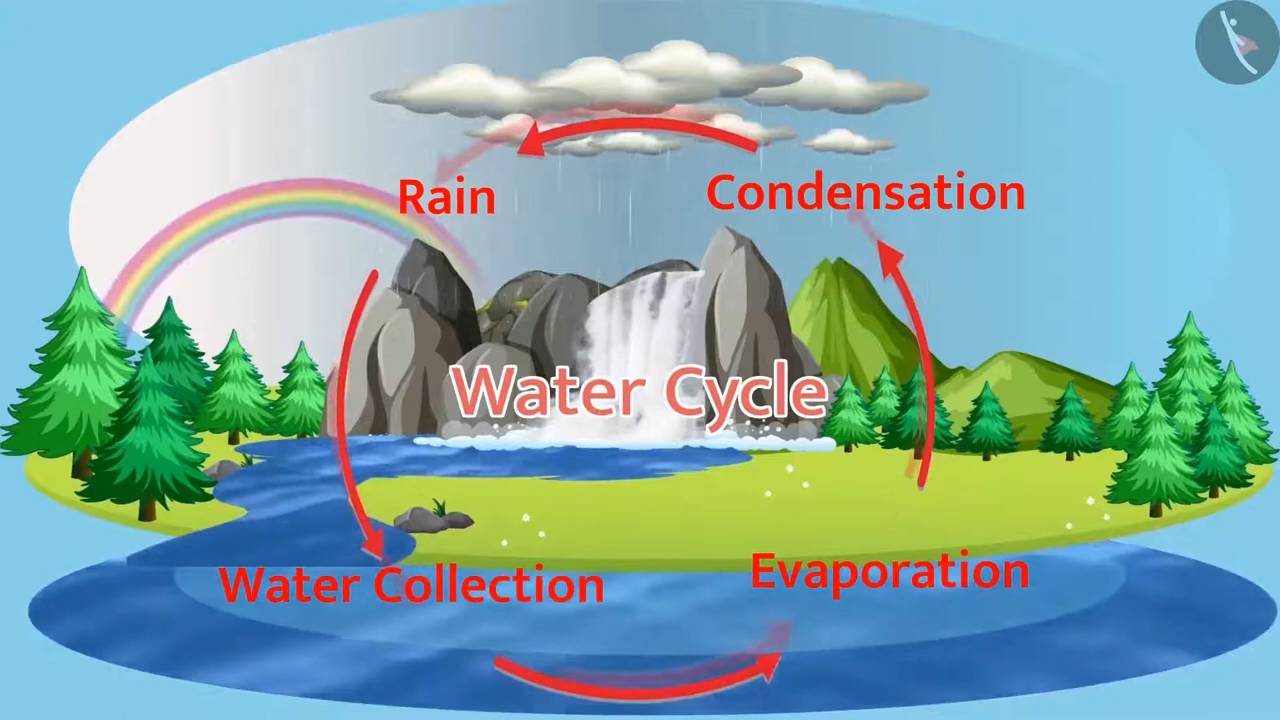 Rain
Condensation
Water Cycle
Water Collection
Evaporation